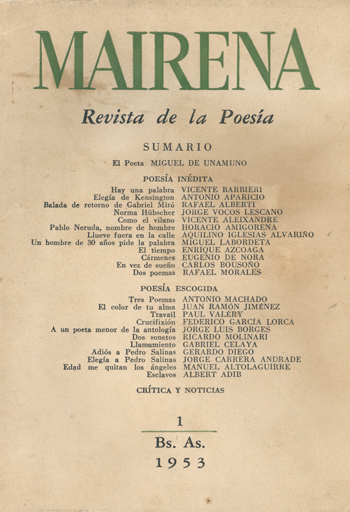 MAIRENA
Revista de la Poesía
SUMARIO
El Poeta MIGUEL DE UNAMUNO
POESÍA INÉDITA
Hay una palabra VICENTE BARBIERI
Elegía de Kensington ANTONIO APARICIO
Balada de retorno de Gabriel Miró RAFAEL ALBERTI
Norma Hübscher JORGE VOCOS LESCANO
Como el vilano VICENTE ALEIXANDRE
Pablo Neruda, nombre de hombre HORACIO AMIGORENA
Llueve fuera en la calle AQUILINO IGLESIAS ALVARIÑO
Un hombre de 30 años pide la palabra MIGUEL LABORDETA
El tiempo ENRIQUE AZCOAGA
Cármenes EUGENIO DE NORA
En vez de sueño CARLOS BOUSOÑO
Dos poemas RAFAEL MORALES
POESÍA ESCOGIDA
Tres Poemas ANTONIO MACHADO
El color de tu alma JUAN RAMÓN JIMÉNEZ
Travail PAUL VALÉRY
Crucifixión FEDERICO GARCÍA LORCA
A un poeta menor de la antología JORGE LUIS BORGES
Dos sonetos RICARDO MOLINARI
Llamamiento GABRIEL CELAYA
Adiós a Pedro Salinas GERARDO DIEGO
Elegía a Pedro Salinas JORGE CARRERA ANDRADE
Edad me quitan los ángeles MANUEL ALTOLAGUIRRE
Esclavos ALBERT ADIB
CRÍTICA Y NOTICIAS
1
Bs. As.
1953